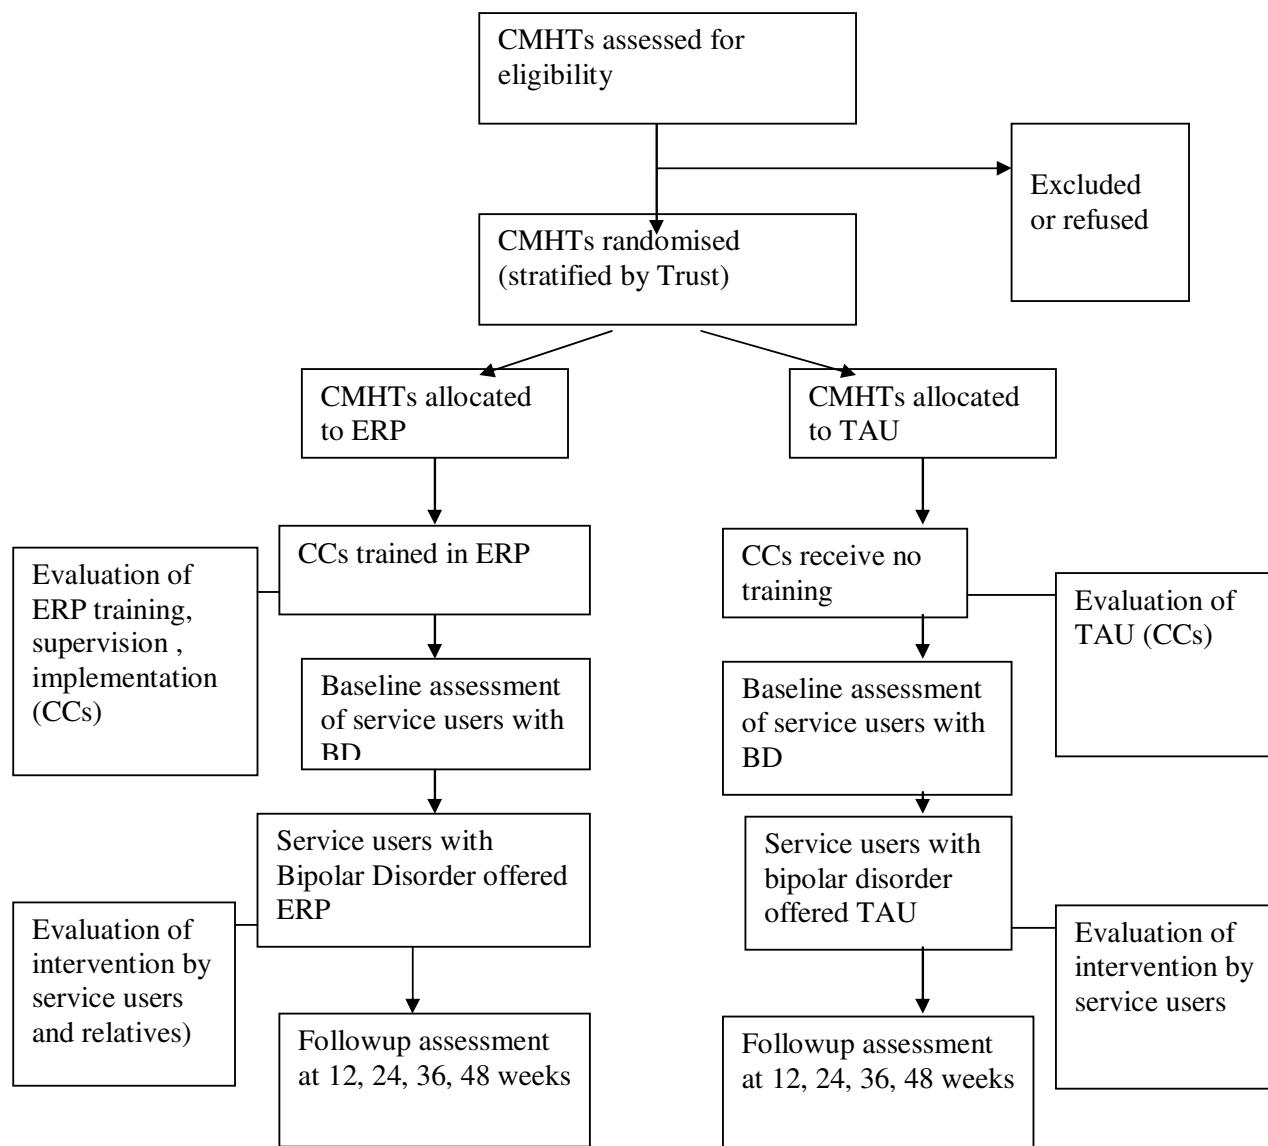 CMHTs assessed for
eligibility
Excluded
or refused
CMHTs randomised
(stratified by Trust)
CMHTs allocated
to ERP
CMHTs allocated
to TAU
CCs trained in ERP
CCs receive no
training
Evaluation of
ERP training,
supervision ,
implementation
(CCs)
Evaluation of
TAU (CCs)
Baseline assessment
of service users with
BD
Baseline assessment
of service users with
BD
Service users with
Bipolar Disorder offered
ERP
Service users with
bipolar disorder
offered TAU
Evaluation of
intervention by
service users
and relatives)
Evaluation of
intervention by
service users
Followup assessment
at 12, 24, 36, 48 weeks
Followup assessment
at 12, 24, 36, 48 weeks